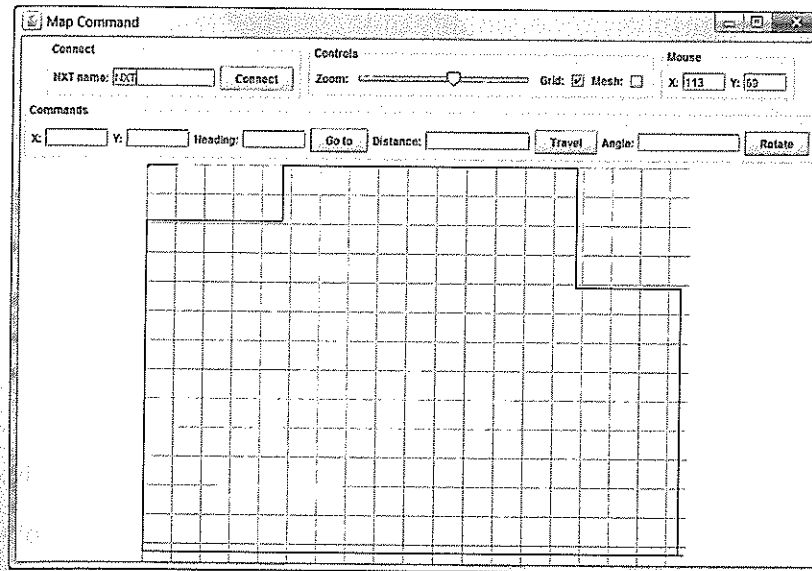 Map Command
Connect
NXT name: NXT Connect
Controls
Zoom: Grid: Mesh:
Mouse
X: 113 Y: 69
Commands
X: Y: Heading: Go to Distance: Travel Angle: Rotate